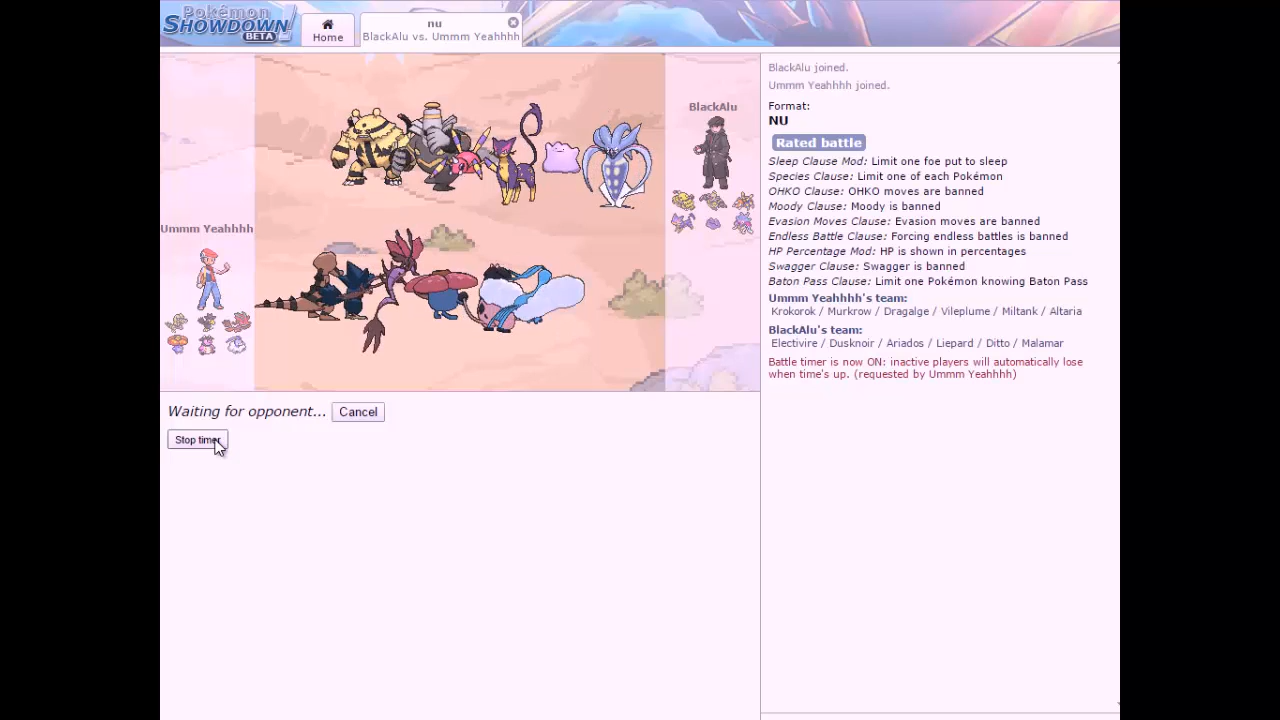 Pokémon
SHOWDOWN!
BETA
Home
nu
BlackAlu vs. Ummm Yeahhhh
BlackAlu
Ummm Yeahhhh
Waiting for opponent... Cancel
Stop timer
BlackAlu joined.
Ummm Yeahhhh joined.
Format:
NU
Rated battle
Sleep Clause Mod: Limit one foe put to sleep
Species Clause: Limit one of each Pokémon
OHKO Clause: OHKO moves are banned
Moody Clause: Moody is banned
Evasion Moves Clause: Evasion moves are banned
Endless Battle Clause: Forcing endless battles is banned
HP Percentage Mod: HP is shown in percentages
Swagger Clause: Swagger is banned
Baton Pass Clause: Limit one Pokémon knowing Baton Pass
Ummm Yeahhhh's team:
Krokorok / Murkrow / Dragalge / Vileplume / Miltank / Altaria
BlackAlu's team:
Electivire / Dusknoir / Ariados / Liepard / Ditto / Malamar
Battle timer is now ON: inactive players will automatically lose
when time's up. (requested by Ummm Yeahhhh)